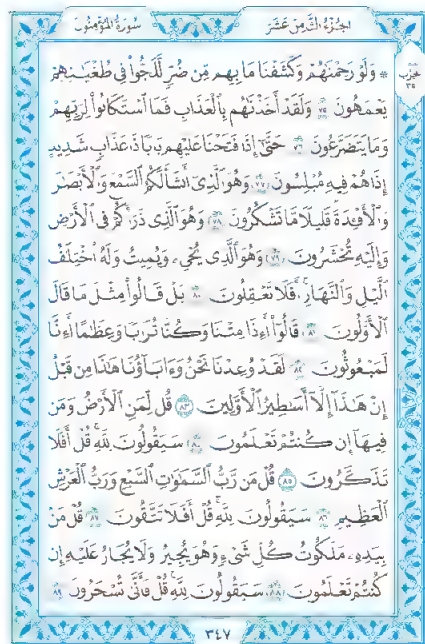 الجزء الثامن عشر
سورة المؤمنون
حزب
٣٥
۞ وَلَوْ رَحِمْنَٰهُمْ وَكَشَفْنَا مَا بِهِم مِّن ضُرٍّ لَّلَجُّوا۟ فِى طُغْيَٰنِهِمْ
يَعْمَهُونَ ٧٥ وَلَقَدْ أَخَذْنَٰهُم بِٱلْعَذَابِ فَمَا ٱسْتَكَانُوا۟ لِرَبِّهِمْ
وَمَا يَتَضَرَّعُونَ ٧٦ حَتَّىٰٓ إِذَا فَتَحْنَا عَلَيْهِم بَابًا ذَا عَذَابٍ شَدِيدٍ
إِذَا هُمْ فِيهِ مُبْلِسُونَ ٧٧ وَهُوَ ٱلَّذِىٓ أَنشَأَ لَكُمُ ٱلسَّمْعَ وَٱلْأَبْصَٰرَ
وَٱلْأَفْـِٔدَةَ قَلِيلًا مَّا تَشْكُرُونَ ٧٨ وَهُوَ ٱلَّذِى ذَرَأَكُمْ فِى ٱلْأَرْضِ
وَإِلَيْهِ تُحْشَرُونَ ٧٩ وَهُوَ ٱلَّذِى يُحْىِۦ وَيُمِيتُ وَلَهُ ٱخْتِلَٰفُ
ٱلَّيْلِ وَٱلنَّهَارِ أَفَلَا تَعْقِلُونَ ٨٠ بَلْ قَالُوا۟ مِثْلَ مَا قَالَ
ٱلْأَوَّلُونَ ٨١ قَالُوٓا۟ أَءِذَا مِتْنَا وَكُنَّا تُرَابًا وَعِظَٰمًا أَءِنَّا
لَمَبْعُوثُونَ ٨٢ لَقَدْ وُعِدْنَا نَحْنُ وَءَابَآؤُنَا هَٰذَا مِن قَبْلُ
إِنْ هَٰذَآ إِلَّآ أَسَٰطِيرُ ٱلْأَوَّلِينَ ٨٣ قُل لِّمَنِ ٱلْأَرْضُ وَمَن
فِيهَآ إِن كُنتُمْ تَعْلَمُونَ ٨٤ سَيَقُولُونَ لِلَّهِ قُلْ أَفَلَا
تَذَكَّرُونَ ٨٥ قُلْ مَن رَّبُّ ٱلسَّمَٰوَٰتِ ٱلسَّبْعِ وَرَبُّ ٱلْعَرْشِ
ٱلْعَظِيمِ ٨٦ سَيَقُولُونَ لِلَّهِ قُلْ أَفَلَا تَتَّقُونَ ٨٧ قُلْ مَنۢ
بِيَدِهِۦ مَلَكُوتُ كُلِّ شَىْءٍ وَهُوَ يُجِيرُ وَلَا يُجَارُ عَلَيْهِ إِن
كُنتُمْ تَعْلَمُونَ ٨٨ سَيَقُولُونَ لِلَّهِ قُلْ فَأَنَّىٰ تُسْحَرُونَ ٨٩
٣٤٧